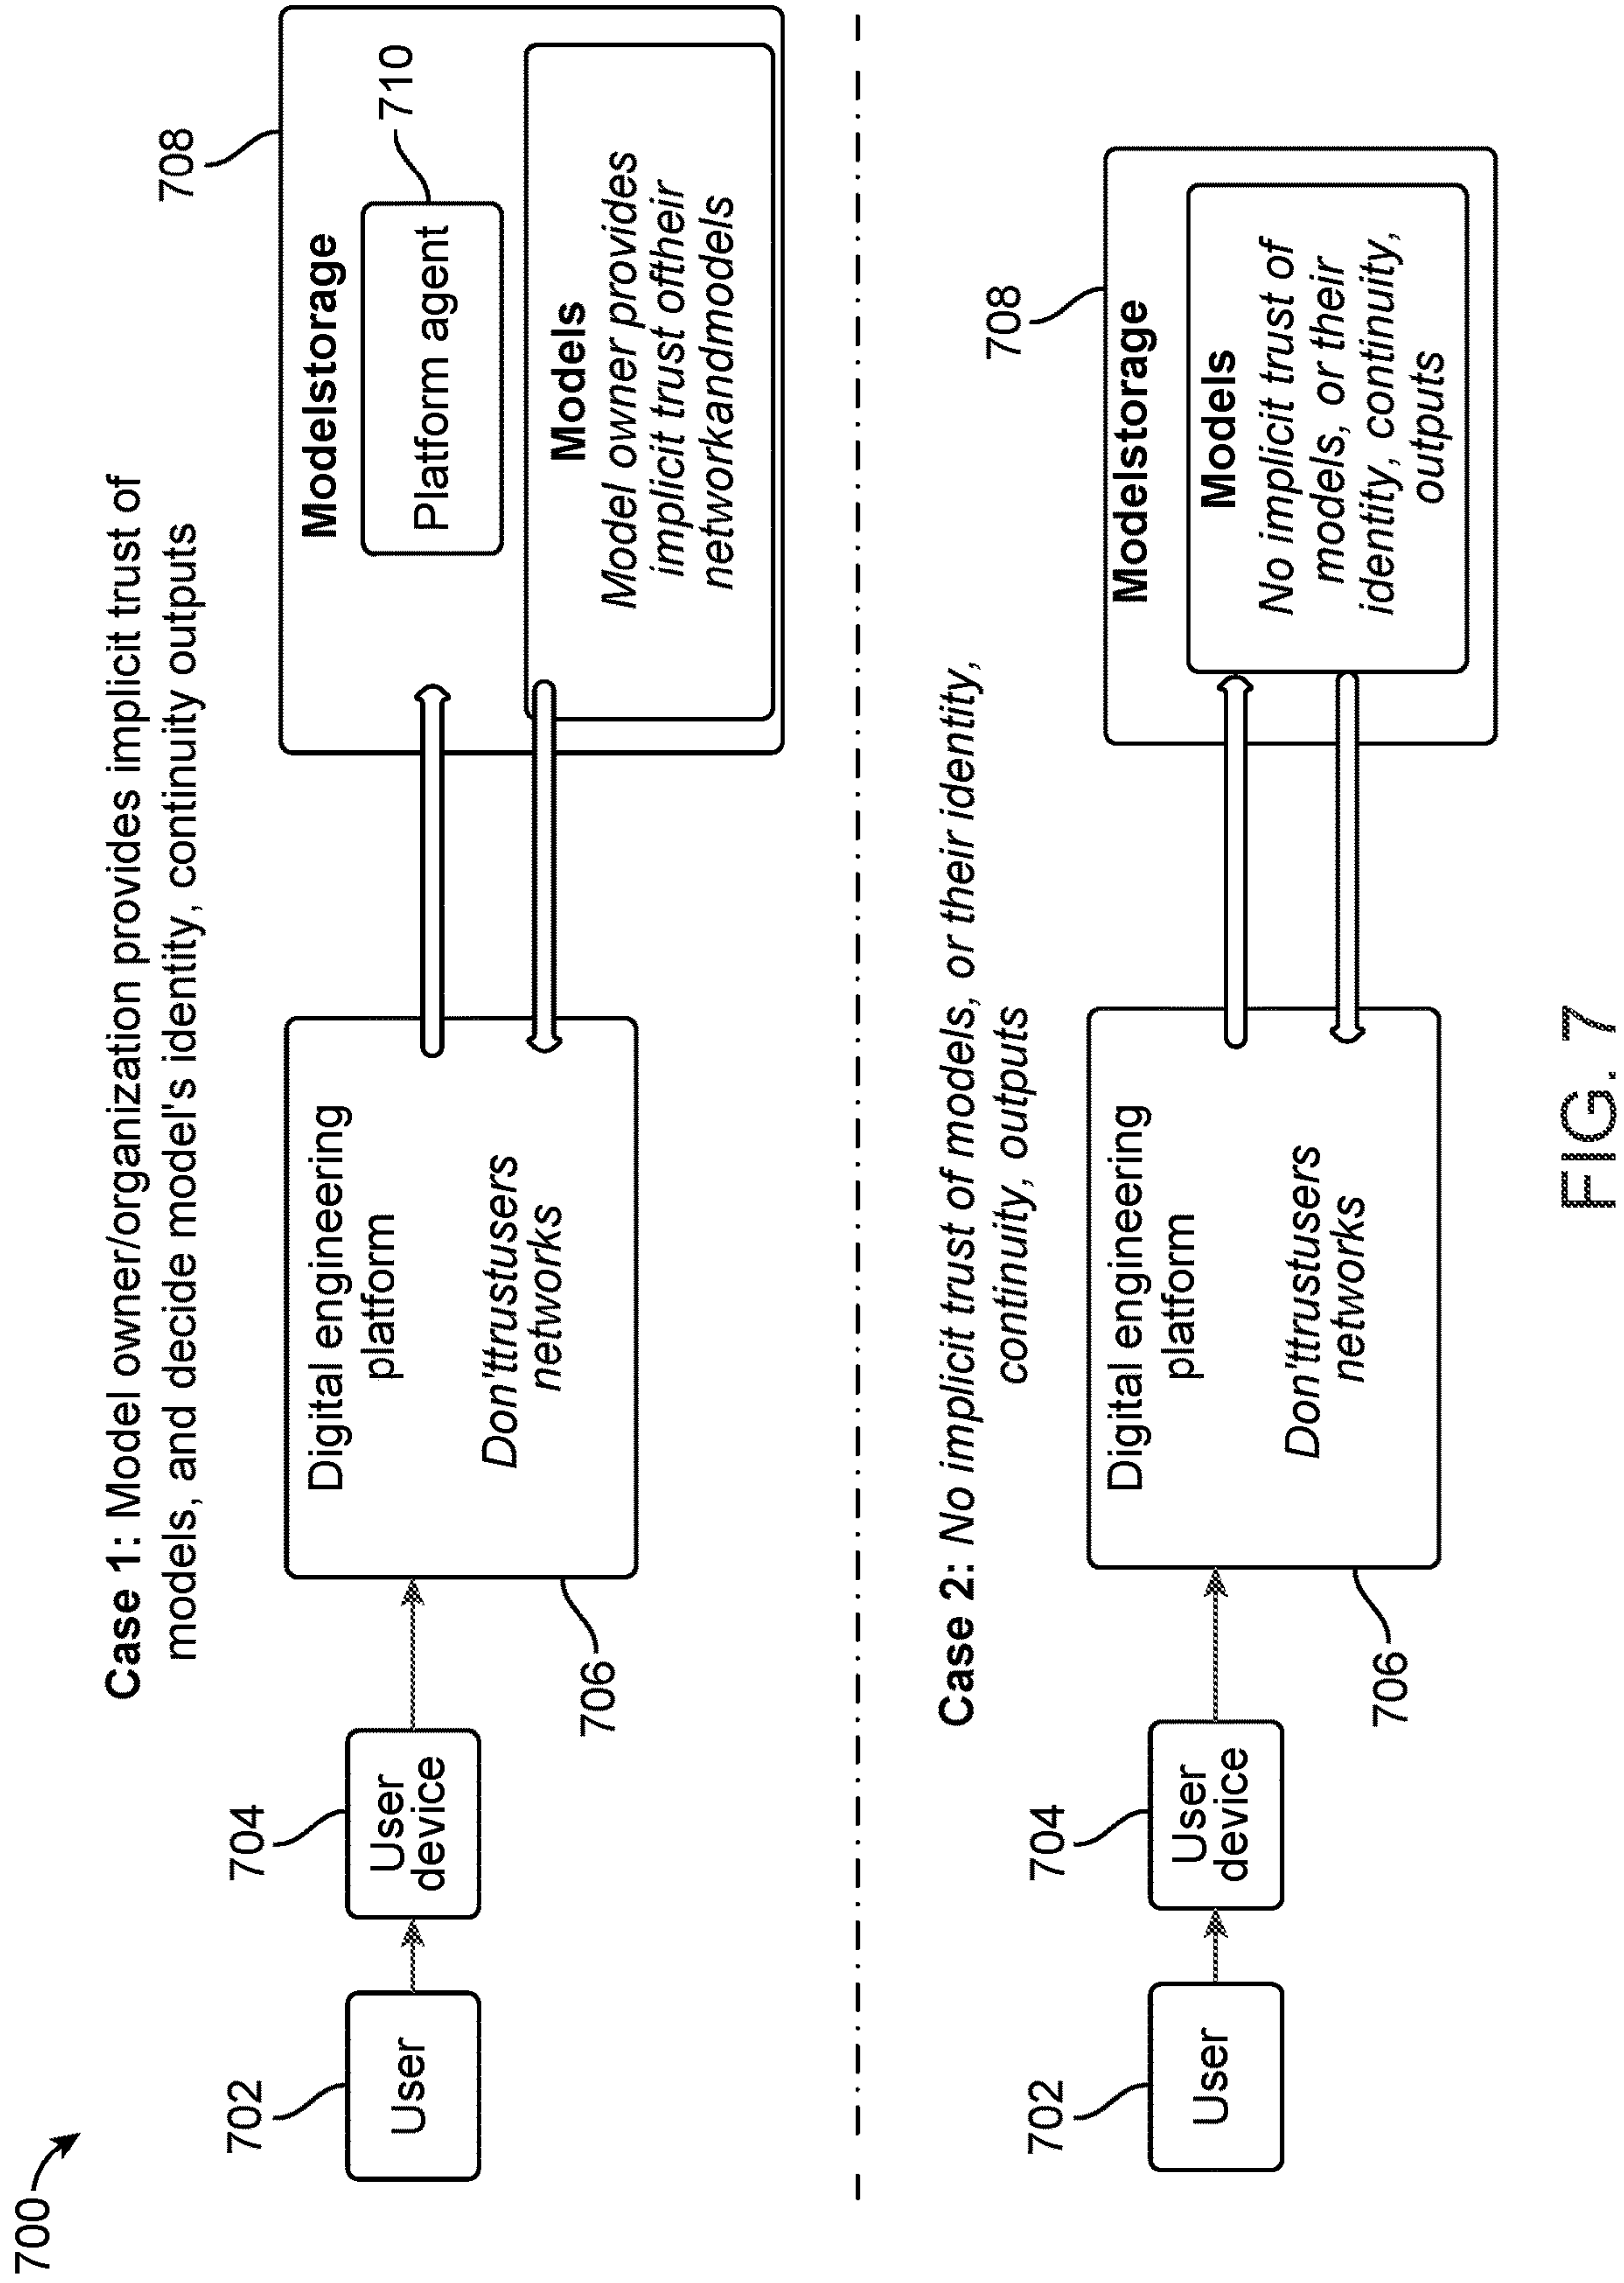 700
Case 1: Model owner/organization provides implicit trust of
models, and decide model's identity, continuity outputs
702
User
704
User
device
Digital engineering
platform
Don'ttrustusers
networks
706
708
Modelstorage
Platform agent
710
Models
Model owner provides
implicit trust oftheir
networkandmodels
Case 2: No implicit trust of models, or their identity,
continuity, outputs
702
User
704
User
device
Digital engineering
platform
Don'ttrustusers
networks
706
708
Modelstorage
Models
No implicit trust of
models, or their
identity, continuity,
outputs
FIG. 7